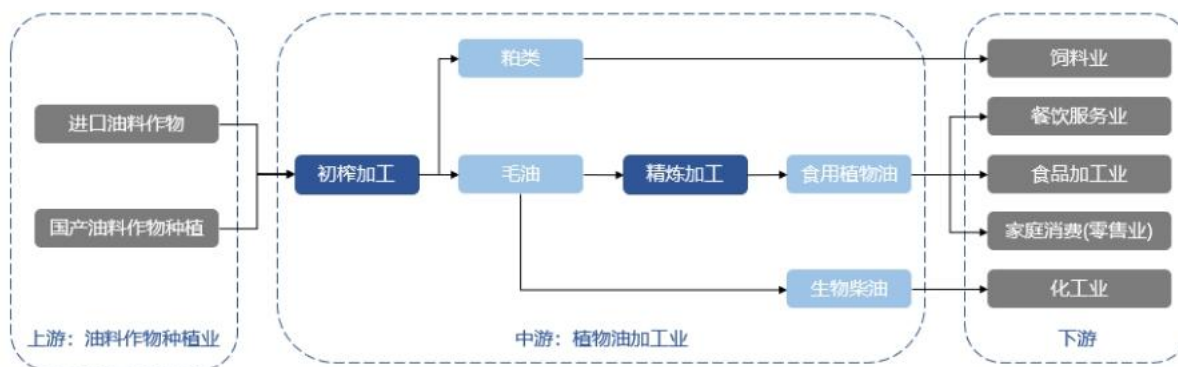 进口油料作物
国产油料作物种植
上游：油料作物种植业
初榨加工
粕类
毛油
精炼加工
食用植物油
生物柴油
中游：植物油加工业
饲料业
餐饮服务业
食品加工业
家庭消费(零售业)
化工业
下游